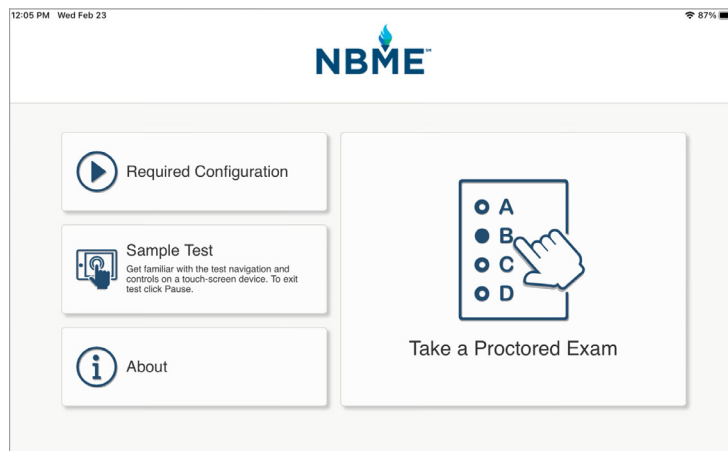 12:05 PM Wed Feb 23
87%
NBME℠
Required Configuration
Sample Test
Get familiar with the test navigation and
controls on a touch-screen device. To exit
test click Pause.
About
A
B
C
D
Take a Proctored Exam